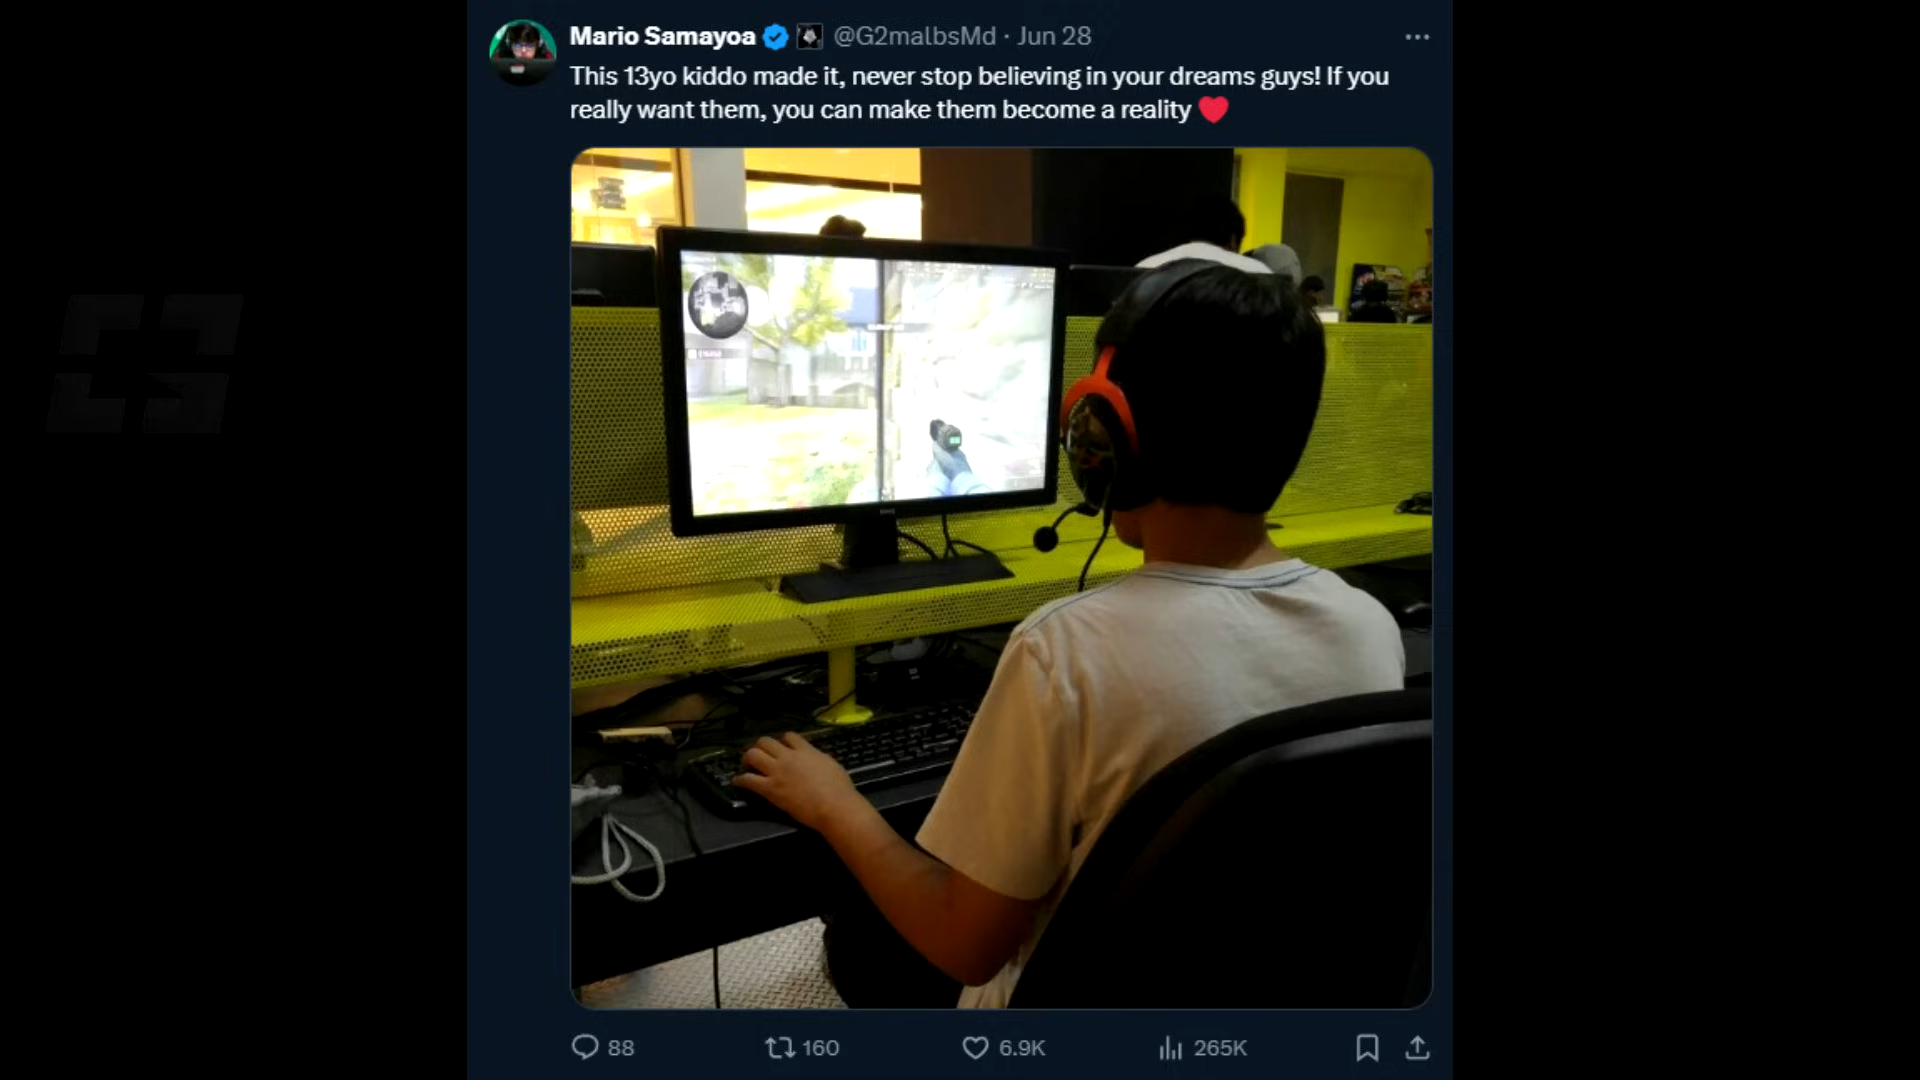 Mario Samayoa @G2malbsMd · Jun 28
This 13yo kiddo made it, never stop believing in your dreams guys! If you
really want them, you can make them become a reality ❤️
88 160 6.9K 265K